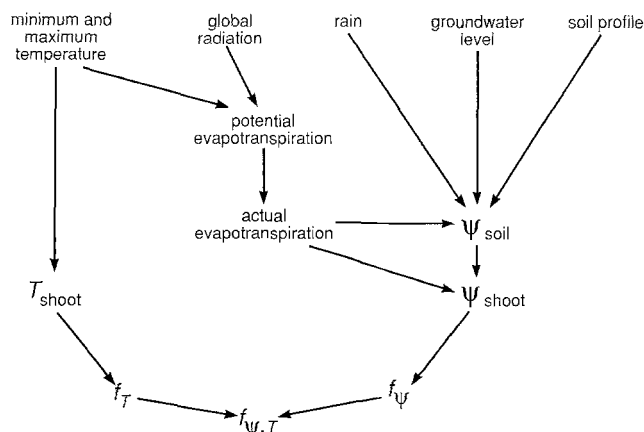 minimum and
maximum
temperature
global
radiation
rain
groundwater
level
soil profile
potential
evapotranspiration
actual
evapotranspiration
Ψ soil
T shoot
Ψ shoot
f T
f Ψ
f Ψ, T